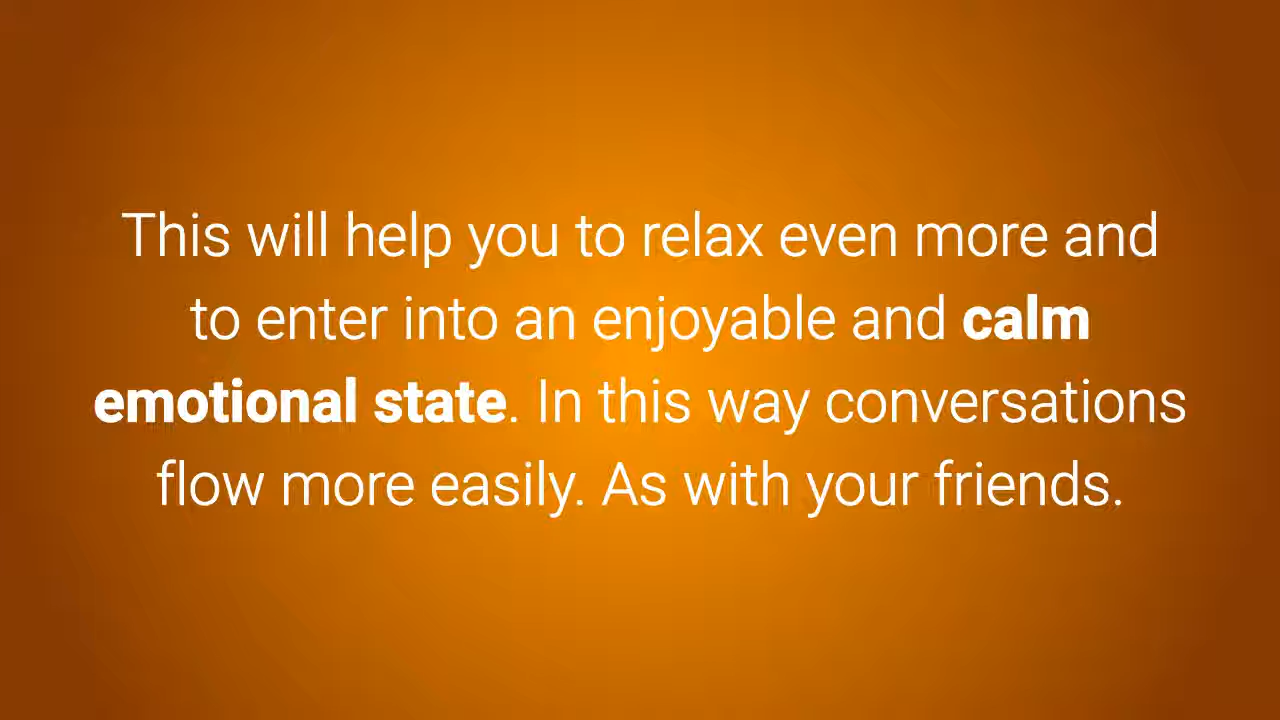 This will help you to relax even more and
to enter into an enjoyable and calm
emotional state. In this way conversations
flow more easily. As with your friends.